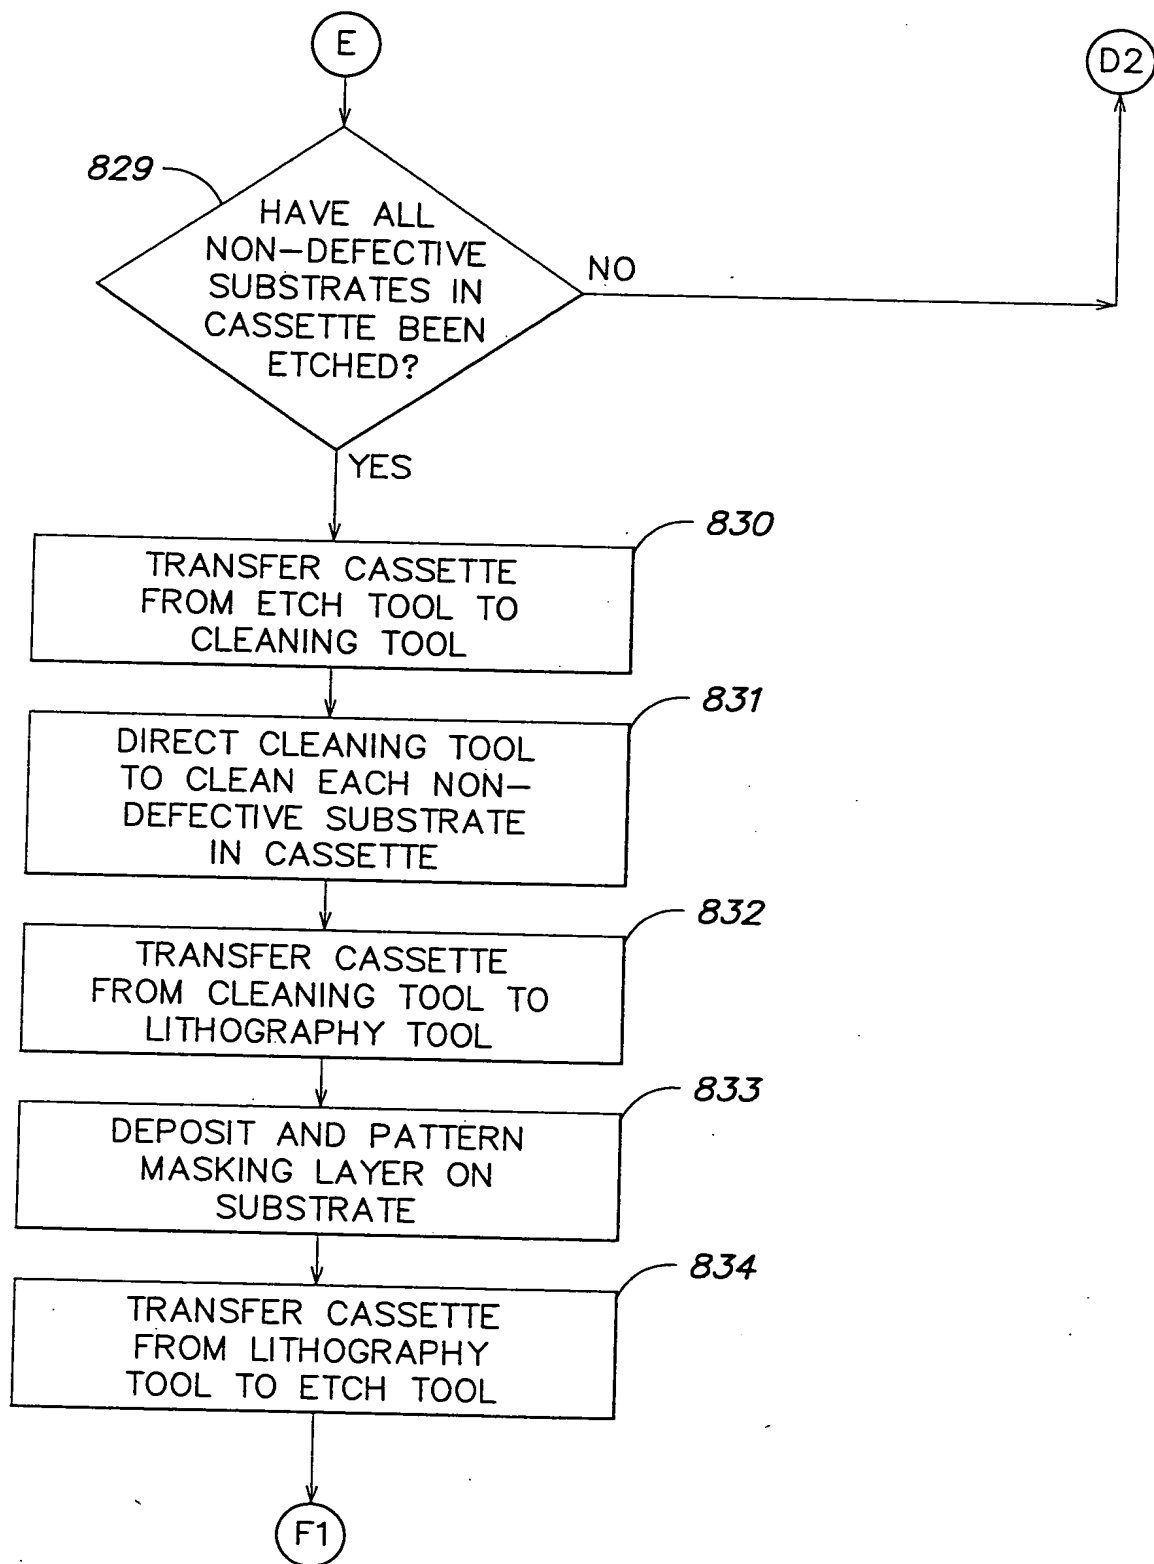 E
D2
829
HAVE ALL
NON-DEFECTIVE
SUBSTRATES IN
CASSETTE BEEN
ETCHED?
NO
YES
830
TRANSFER CASSETTE
FROM ETCH TOOL TO
CLEANING TOOL
831
DIRECT CLEANING TOOL
TO CLEAN EACH NON-
DEFECTIVE SUBSTRATE
IN CASSETTE
832
TRANSFER CASSETTE
FROM CLEANING TOOL TO
LITHOGRAPHY TOOL
833
DEPOSIT AND PATTERN
MASKING LAYER ON
SUBSTRATE
834
TRANSFER CASSETTE
FROM LITHOGRAPHY
TOOL TO ETCH TOOL
F1